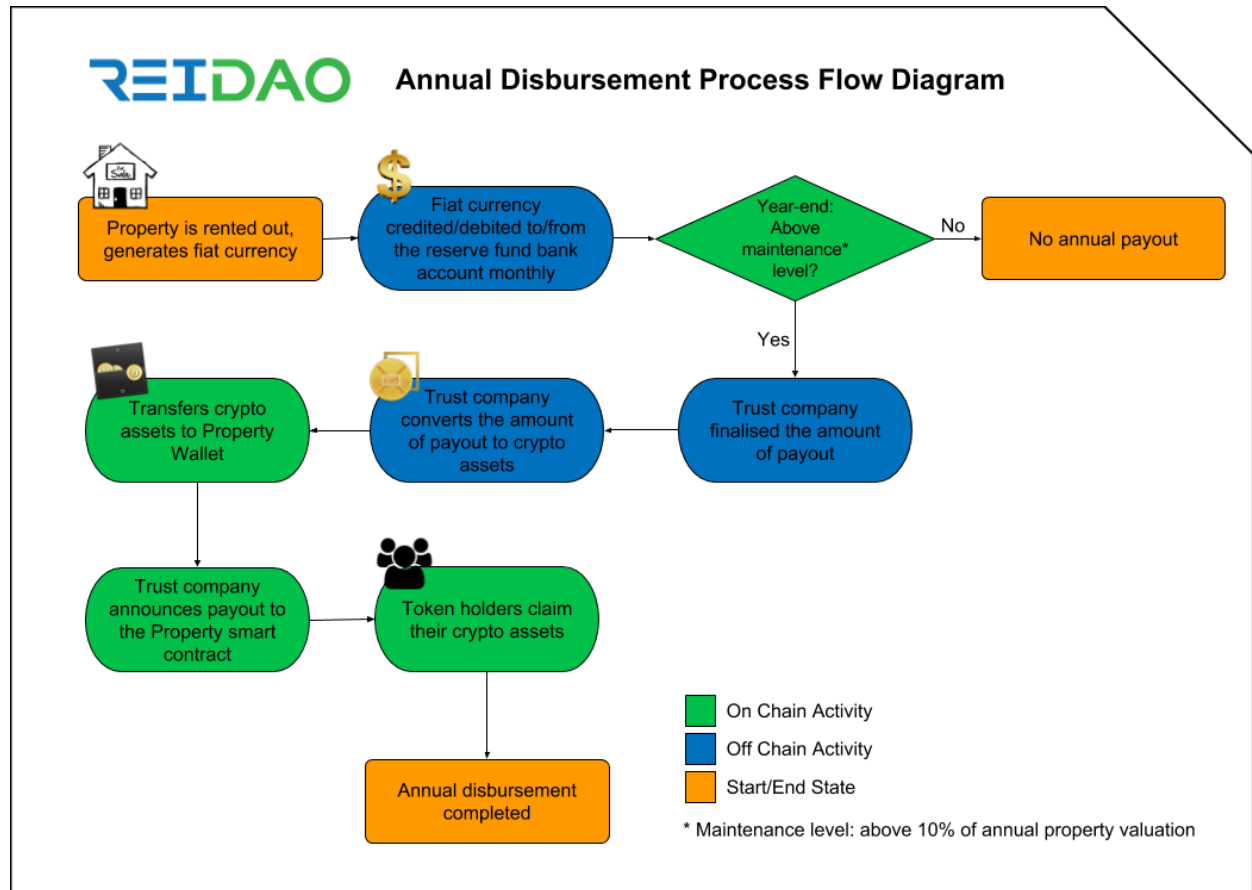 REIDAO
Annual Disbursement Process Flow Diagram
For
Sale
Property is rented out,
generates fiat currency
$
Fiat currency
credited/debited to/from
the reserve fund bank
account monthly
Year-end:
Above
maintenance*
level?
No
No annual payout
Yes
Trust company
finalised the amount
of payout
Trust company
converts the amount
of payout to crypto
assets
Transfers crypto
assets to Property
Wallet
Trust company
announces payout to
the Property smart
contract
Token holders claim
their crypto assets
Annual disbursement
completed
On Chain Activity
Off Chain Activity
Start/End State
* Maintenance level: above 10% of annual property valuation